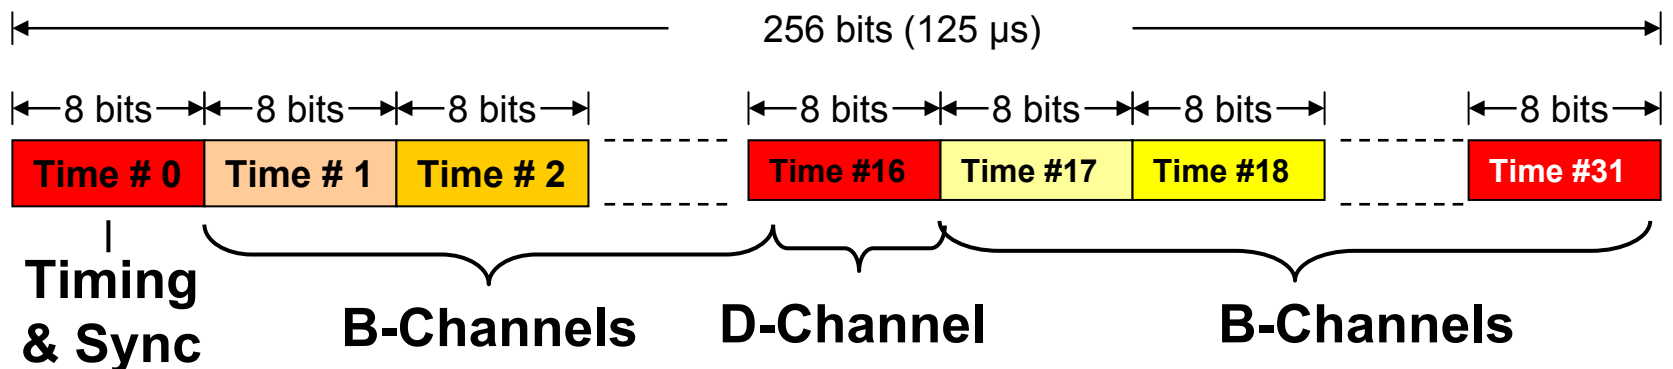 256 bits (125 µs)
8 bits 8 bits 8 bits 8 bits 8 bits 8 bits 8 bits
Time # 0 Time # 1 Time # 2 Time #16 Time #17 Time #18 Time #31
Timing
& Sync
B-Channels D-Channel B-Channels